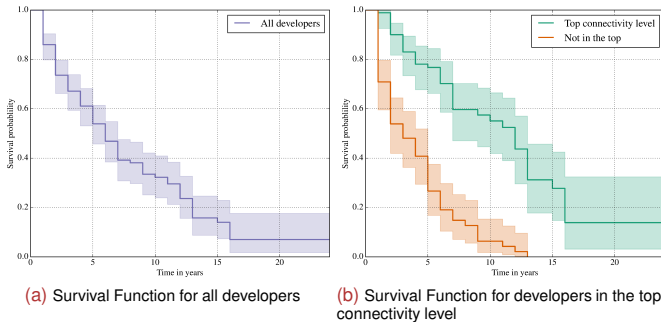 All developers
1.0
0.8
0.6
0.4
0.2
0.0
0
5
10
15
20
Survival probability
Time in years
(a) Survival Function for all developers
Top connectivity level
Not in the top
1.0
0.8
0.6
0.4
0.2
0.0
0
5
10
15
20
Survival probability
Time in years
(b) Survival Function for developers in the top
connectivity level